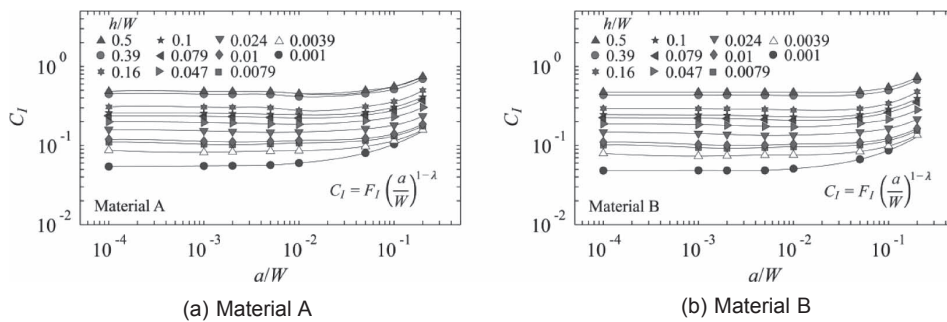 h/W
0.5 0.1 0.024 0.0039
0.39 0.079 0.01 0.001
0.16 0.047 0.0079
10^0
10^-1
10^-2
C_I
C_I = F_I (a/W)^{1-λ}
Material A
10^-4 10^-3 10^-2 10^-1
a/W
(a) Material A
h/W
0.5 0.1 0.024 0.0039
0.39 0.079 0.01 0.001
0.16 0.047 0.0079
10^0
10^-1
10^-2
C_I
C_I = F_I (a/W)^{1-λ}
Material B
10^-4 10^-3 10^-2 10^-1
a/W
(b) Material B